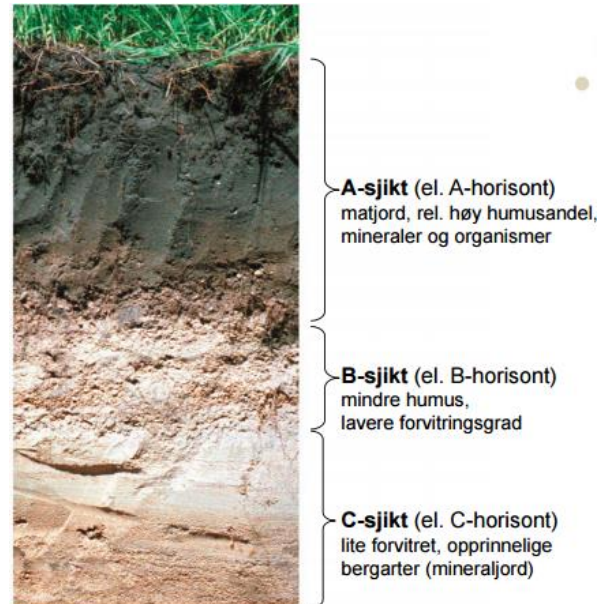 A-sjikt (el. A-horisont)
matjord, rel. høy humusandel,
mineraler og organismer
B-sjikt (el. B-horisont)
mindre humus,
lavere forvitringsgrad
C-sjikt (el. C-horisont)
lite forvitret, opprinnelige
bergarter (mineraljord)